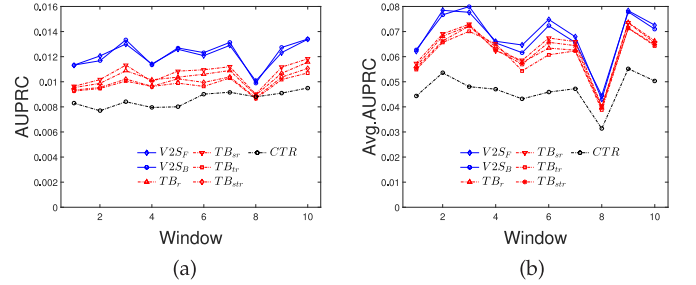 AUPRC
0.016
0.014
0.012
0.010
0.008
0.006
0.004
0.002
0
V2S_F TB_sr CTR
V2S_B TB_tr
TB_r TB_str
2 4 6 8 10
Window
(a)
Avg.AUPRC
0.08
0.07
0.06
0.05
0.04
0.03
0.02
0.01
0
V2S_F TB_sr CTR
V2S_B TB_tr
TB_r TB_str
2 4 6 8 10
Window
(b)